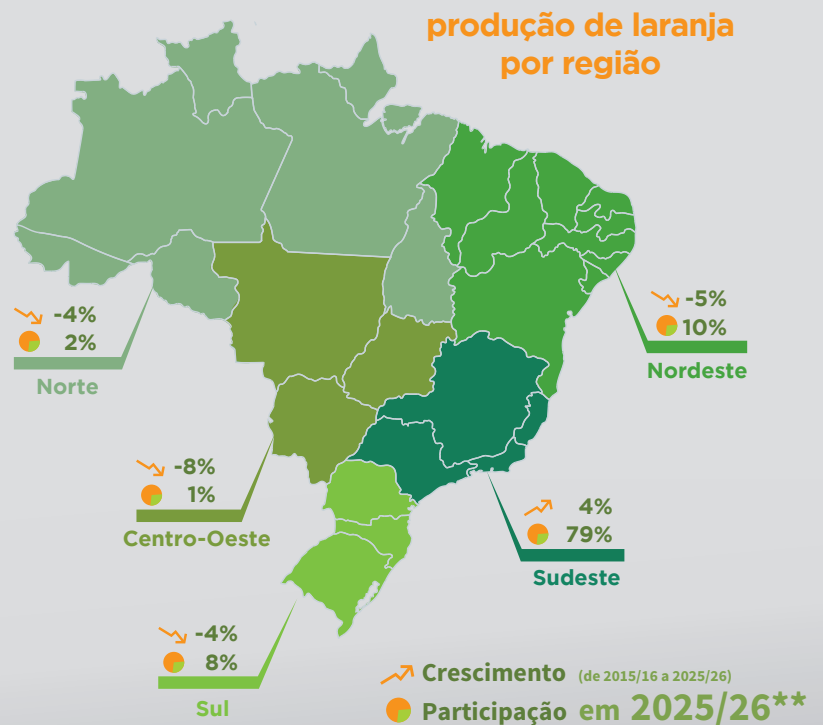 produção de laranja
por região
-4%
2%
Norte
-5%
10%
Nordeste
-8%
1%
Centro-Oeste
4%
79%
Sudeste
-4%
8%
Sul
Crescimento (de 2015/16 a 2025/26)
Participação em 2025/26**